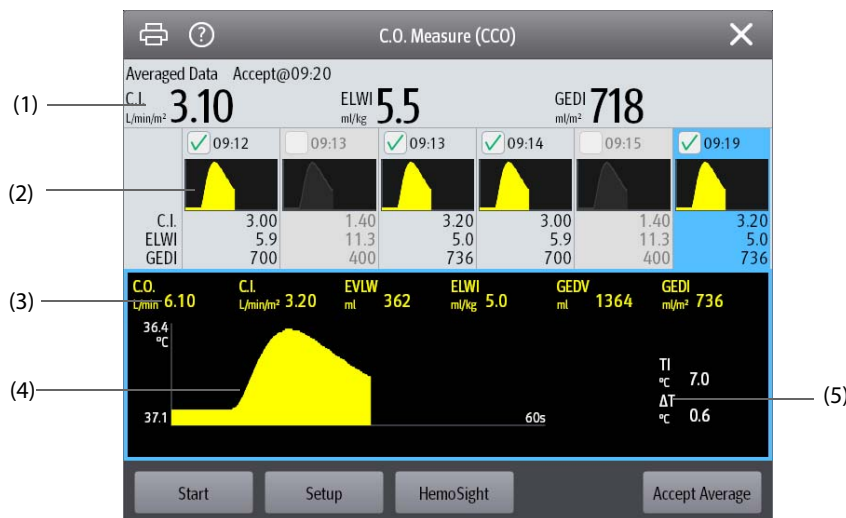 C.O. Measure (CCO)
Averaged Data Accept@09:20
(1)
C.I. L/min/m² 3.10 ELWI ml/kg 5.5 GEDI ml/m² 718
09:12 09:13 09:13 09:14 09:15 09:19
(2)
C.I. 3.00 1.40 3.20 3.00 1.40 3.20
ELWI 5.9 11.3 5.0 5.9 11.3 5.0
GEDI 700 400 736 700 400 736
(3)
C.O. L/min 6.10 C.I. L/min/m² 3.20 EVLW ml 362 ELWI ml/kg 5.0 GEDV ml 1364 GEDI ml/m² 736
36.4
°C
(4)
37.1
60s
TI
°C 7.0
ΔT
(5)
°C 0.6
Start Setup HemoSight Accept Average